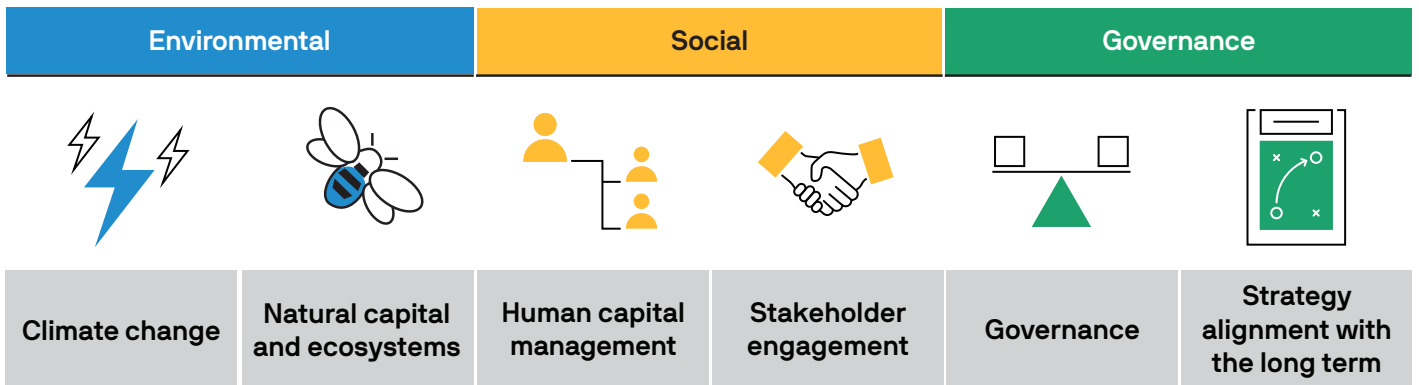 Environmental
Social
Governance
Climate change
Natural capital
and ecosystems
Human capital
management
Stakeholder
engagement
Governance
Strategy
alignment with
the long term